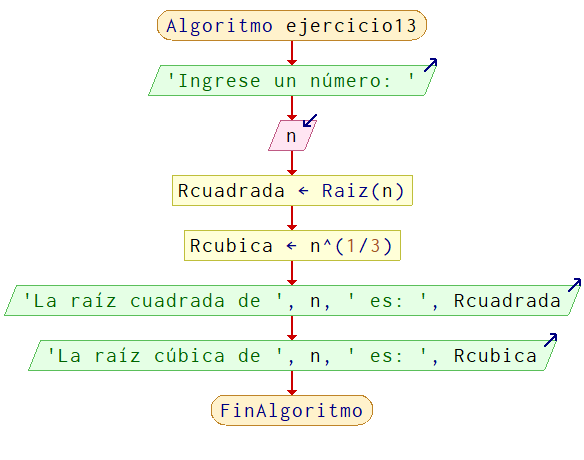 Algoritmo ejercicio13
'Ingrese un número: '
n
Rcuadrada ← Raiz(n)
Rcubica ← n^(1/3)
'La raíz cuadrada de ', n, ' es: ', Rcuadrada
'La raíz cúbica de ', n, ' es: ', Rcubica
FinAlgoritmo